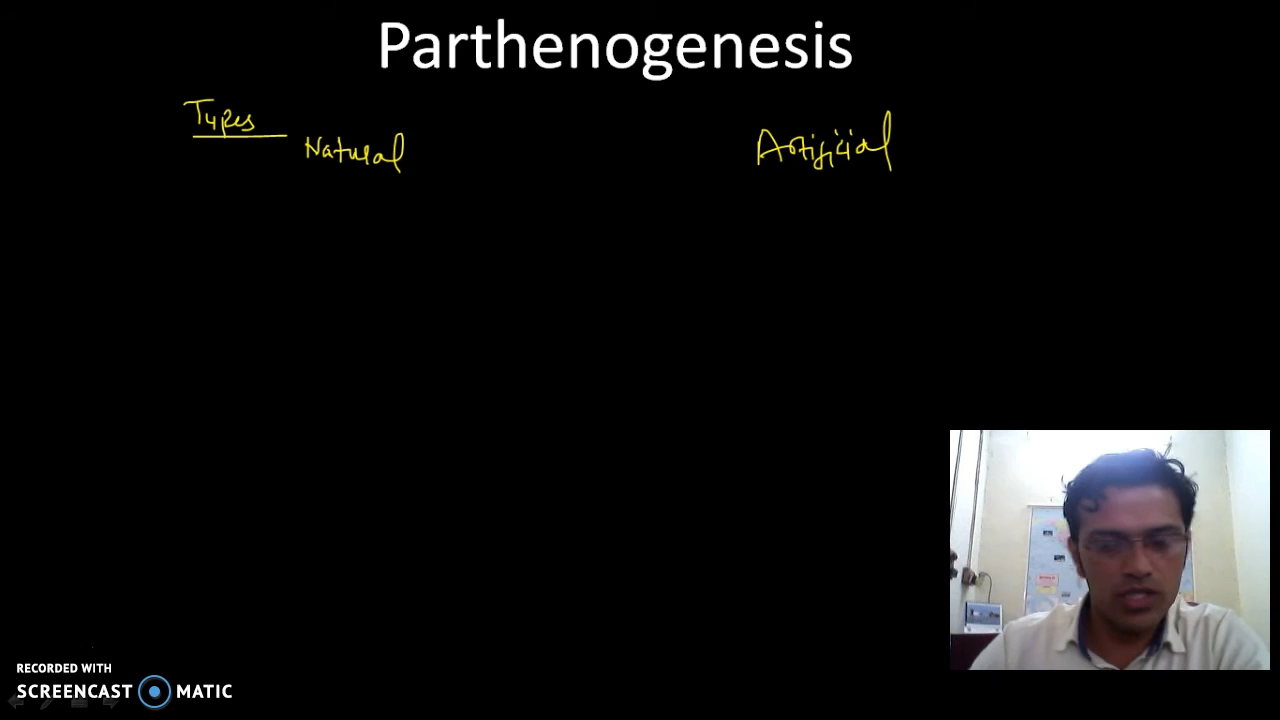 Parthenogenesis
Types
Natural
Artificial
RECORDED WITH
SCREENCAST MATIC